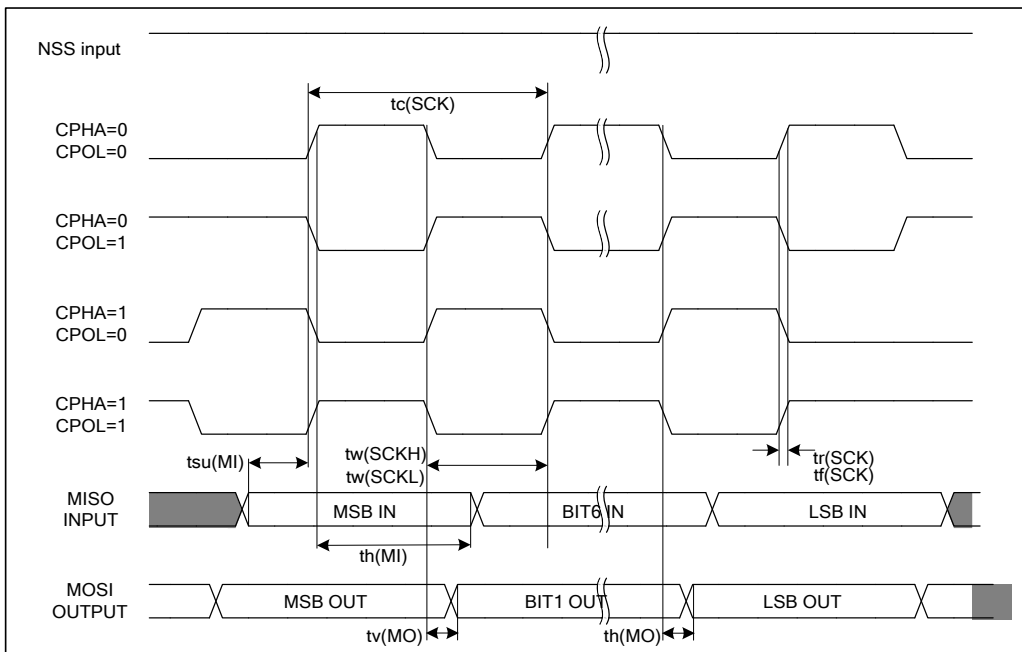 NSS input
tc(SCK)
CPHA=0
CPOL=0
CPHA=0
CPOL=1
CPHA=1
CPOL=0
CPHA=1
CPOL=1
tsu(MI)
tw(SCKH)
tw(SCKL)
tr(SCK)
tf(SCK)
MISO
INPUT
MSB IN
BIT6 IN
LSB IN
th(MI)
MOSI
OUTPUT
MSB OUT
BIT1 OUT
LSB OUT
tv(MO)
th(MO)